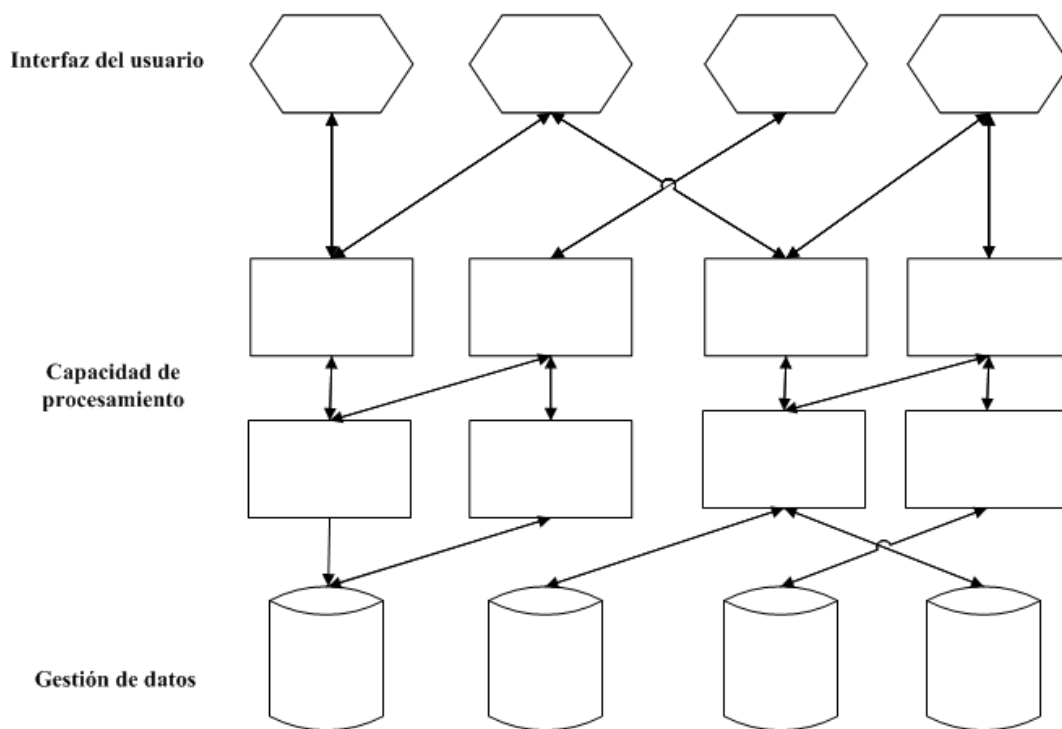 Interfaz del usuario
Capacidad de
procesamiento
Gestión de datos